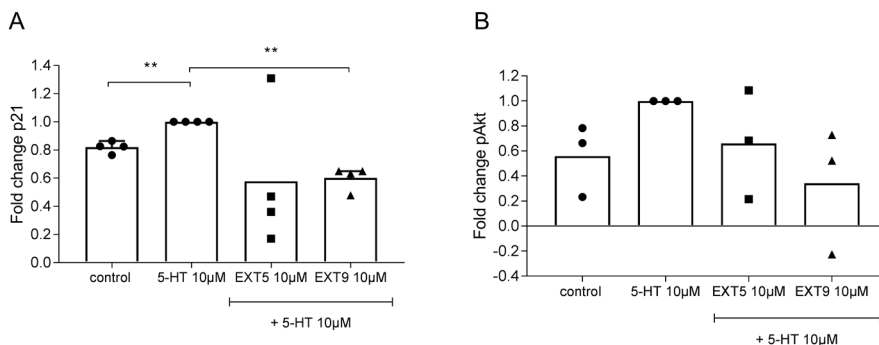 A
**
**
Fold change p21
1.4
1.2
1.0
0.8
0.6
0.4
0.2
0.0
control
5-HT 10μM
EXT5 10μM
EXT9 10μM
+ 5-HT 10μM
B
Fold change pAkt
1.2
1.0
0.8
0.6
0.4
0.2
0.0
-0.2
-0.4
control
5-HT 10μM
EXT5 10μM
EXT9 10μM
+ 5-HT 10μM